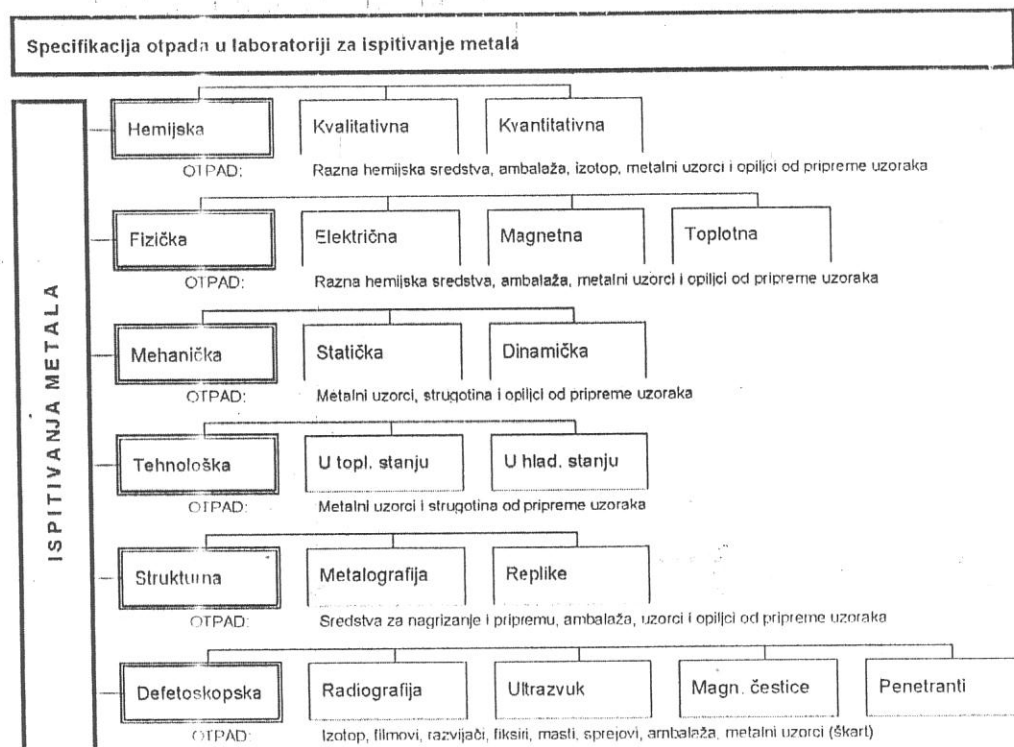 Specifikacija otpada u laboratoriji za ispitivanje metala
ISPITIVANJA METALA
Hemijska Kvalitativna Kvantitativna
OTPAD: Razna hemijska sredstva, ambalaža, izotop, metalni uzorci i opiljci od pripreme uzoraka
Fizička Električna Magnetna Toplotna
OTPAD: Razna hemijska sredstva, ambalaža, metalni uzorci i opiljci od pripreme uzoraka
Mehanička Statička Dinamička
OTPAD: Metalni uzorci, strugotina i opiljci od pripreme uzoraka
Tehnološka U topl. stanju U hlad. stanju
OTPAD: Metalni uzorci i strugotina od pripreme uzoraka
Strukturna Metalografija Replike
OTPAD: Sredstva za nagrizanje i pripremu, ambalaža, uzorci i opiljci od pripreme uzoraka
Defetoskopska Radiografija Ultrazvuk Magn. čestice Penetranti
OTPAD: Izotop, filmovi, razvijači, fiksiri, masti, sprejovi, ambalaža, metalni uzorci (škart)